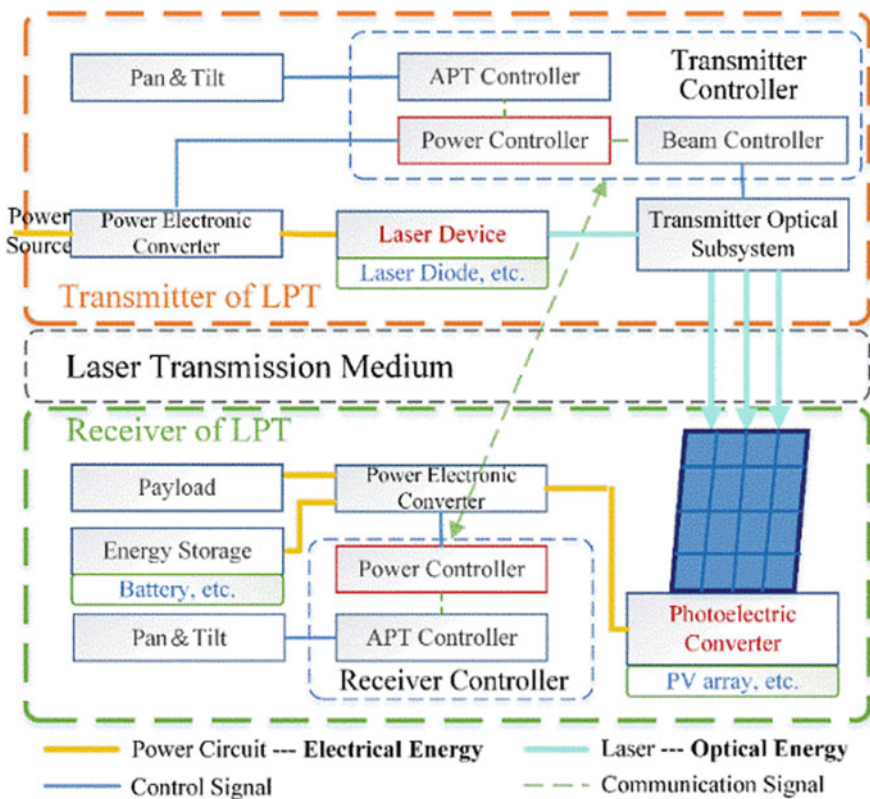 Pan & Tilt
APT Controller
Transmitter
Controller
Power Controller
Beam Controller
Power
Source
Power Electronic
Converter
Laser Device
Laser Diode, etc.
Transmitter Optical
Subsystem
Transmitter of LPT
Laser Transmission Medium
Receiver of LPT
Payload
Power Electronic
Converter
Energy Storage
Battery, etc.
Power Controller
Pan & Tilt
APT Controller
Receiver Controller
Photoelectric
Converter
PV array, etc.
Power Circuit --- Electrical Energy
Laser --- Optical Energy
Control Signal
Communication Signal